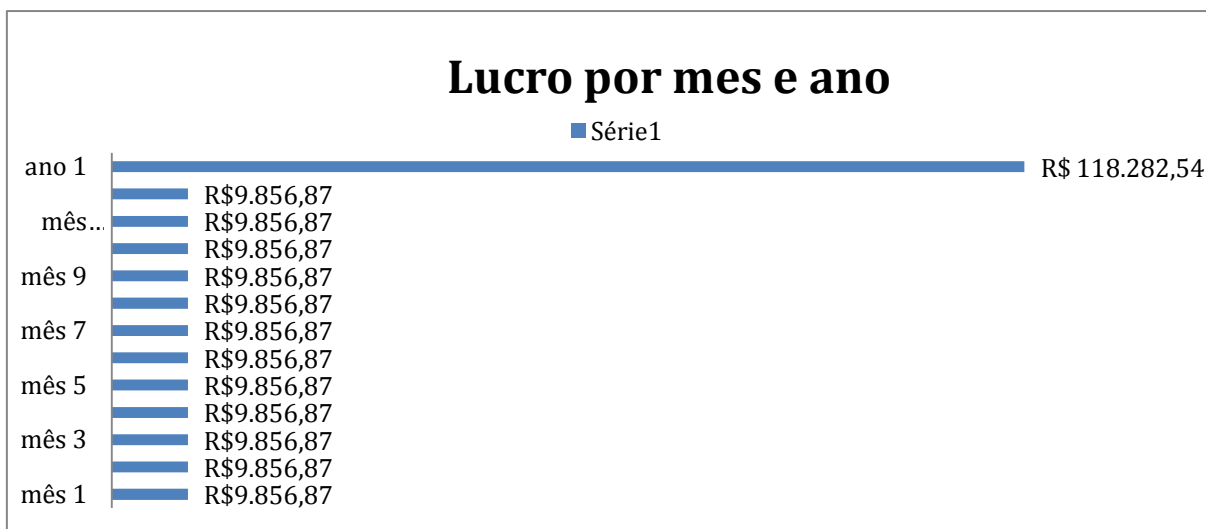 Lucro por mes e ano
Série1
ano 1 R$ 118.282,54
R$9.856,87
mês... R$9.856,87
R$9.856,87
mês 9 R$9.856,87
R$9.856,87
mês 7 R$9.856,87
R$9.856,87
mês 5 R$9.856,87
R$9.856,87
mês 3 R$9.856,87
R$9.856,87
mês 1 R$9.856,87